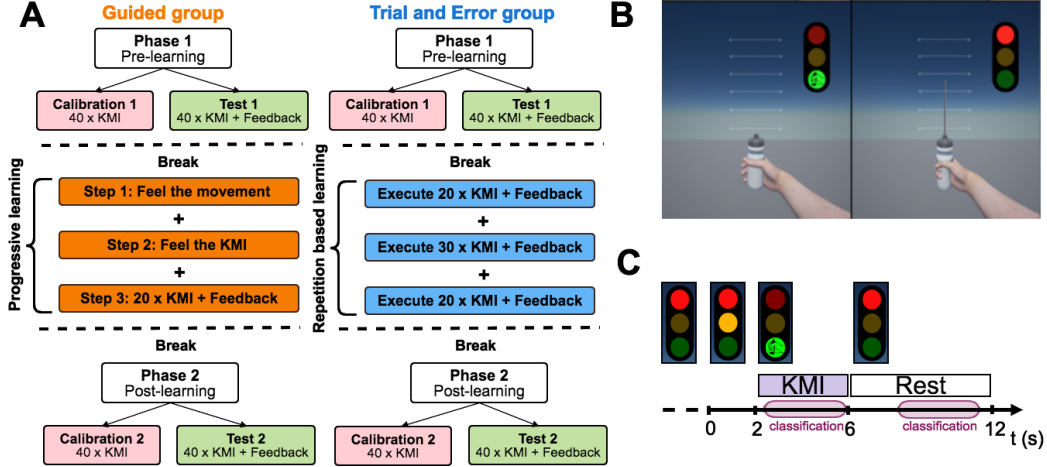 A
Guided group
Phase 1
Pre-learning
Calibration 1
40 x KMI
Test 1
40 x KMI + Feedback
Break
Progressive learning
Step 1: Feel the movement
+
Step 2: Feel the KMI
+
Step 3: 20 x KMI + Feedback
Break
Phase 2
Post-learning
Calibration 2
40 x KMI
Test 2
40 x KMI + Feedback
Trial and Error group
Phase 1
Pre-learning
Calibration 1
40 x KMI
Test 1
40 x KMI + Feedback
Break
Repetition based learning
Execute 20 x KMI + Feedback
+
Execute 30 x KMI + Feedback
+
Execute 20 x KMI + Feedback
Break
Phase 2
Post-learning
Calibration 2
40 x KMI
Test 2
40 x KMI + Feedback
B
C
KMI
Rest
classification
classification
0
2
6
12
t (s)